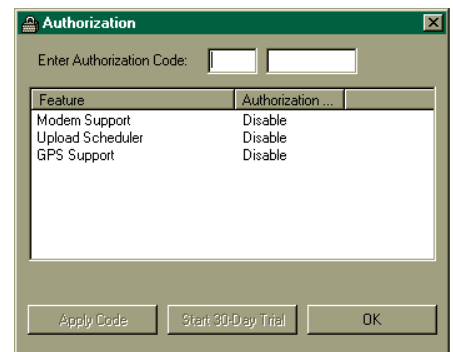 Authorization
Enter Authorization Code:
Feature Authorization ...
Modem Support Disable
Upload Scheduler Disable
GPS Support Disable
Apply Code Start 30-Day Trial OK